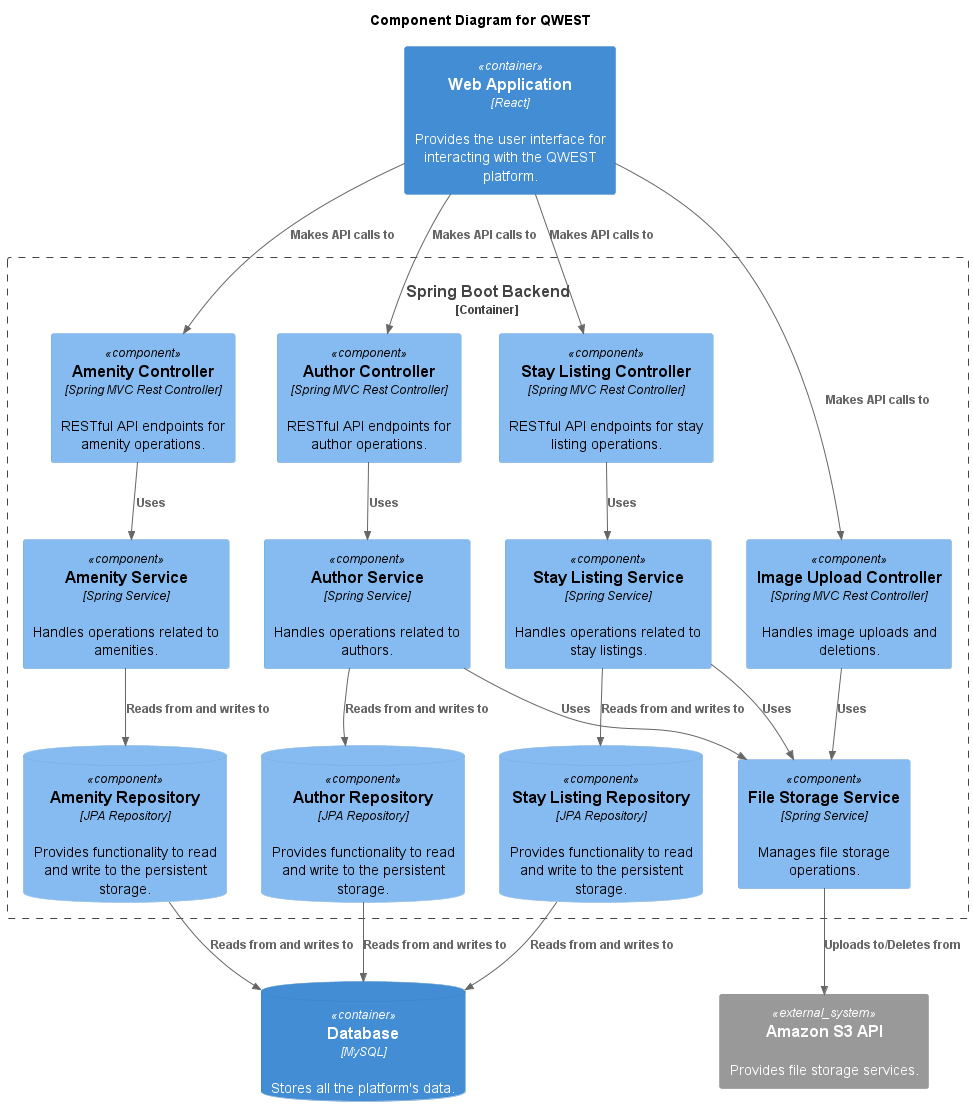 Component Diagram for QWEST
«container»
Web Application
[React]
Provides the user interface for
interacting with the QWEST
platform.
Makes API calls to
Makes API calls to
Makes API calls to
Spring Boot Backend
[Container]
Makes API calls to
«component»
Amenity Controller
[Spring MVC Rest Controller]
RESTful API endpoints for
amenity operations.
«component»
Author Controller
[Spring MVC Rest Controller]
RESTful API endpoints for
author operations.
«component»
Stay Listing Controller
[Spring MVC Rest Controller]
RESTful API endpoints for stay
listing operations.
Uses
Uses
Uses
«component»
Amenity Service
[Spring Service]
Handles operations related to
amenities.
«component»
Author Service
[Spring Service]
Handles operations related to
authors.
«component»
Stay Listing Service
[Spring Service]
Handles operations related to
stay listings.
«component»
Image Upload Controller
[Spring MVC Rest Controller]
Handles image uploads and
deletions.
Reads from and writes to
Reads from and writes to
Uses
Reads from and writes to
Uses
Uses
«component»
Amenity Repository
[JPA Repository]
Provides functionality to read
and write to the persistent
storage.
«component»
Author Repository
[JPA Repository]
Provides functionality to read
and write to the persistent
storage.
«component»
Stay Listing Repository
[JPA Repository]
Provides functionality to read
and write to the persistent
storage.
«component»
File Storage Service
[Spring Service]
Manages file storage
operations.
Reads from and writes to
Reads from and writes to
Reads from and writes to
Uploads to/Deletes from
«container»
Database
[MySQL]
Stores all the platform's data.
«external_system»
Amazon S3 API
Provides file storage services.